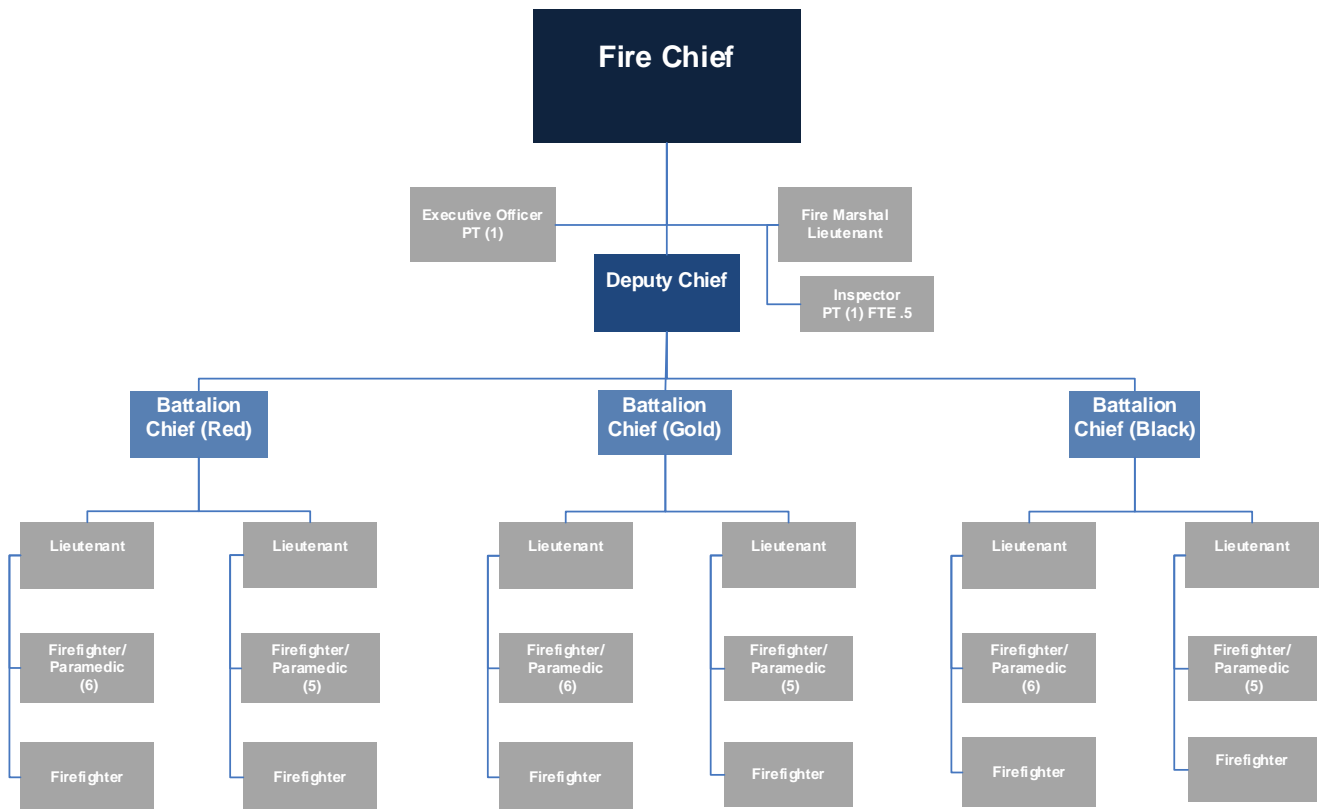 Fire Chief
Executive Officer
PT (1)
Fire Marshal
Lieutenant
Deputy Chief
Inspector
PT (1) FTE .5
Battalion
Chief (Red)
Battalion
Chief (Gold)
Battalion
Chief (Black)
Lieutenant
Lieutenant
Lieutenant
Lieutenant
Lieutenant
Lieutenant
Firefighter/
Paramedic
(6)
Firefighter/
Paramedic
(5)
Firefighter/
Paramedic
(6)
Firefighter/
Paramedic
(5)
Firefighter/
Paramedic
(6)
Firefighter/
Paramedic
(5)
Firefighter
Firefighter
Firefighter
Firefighter
Firefighter
Firefighter